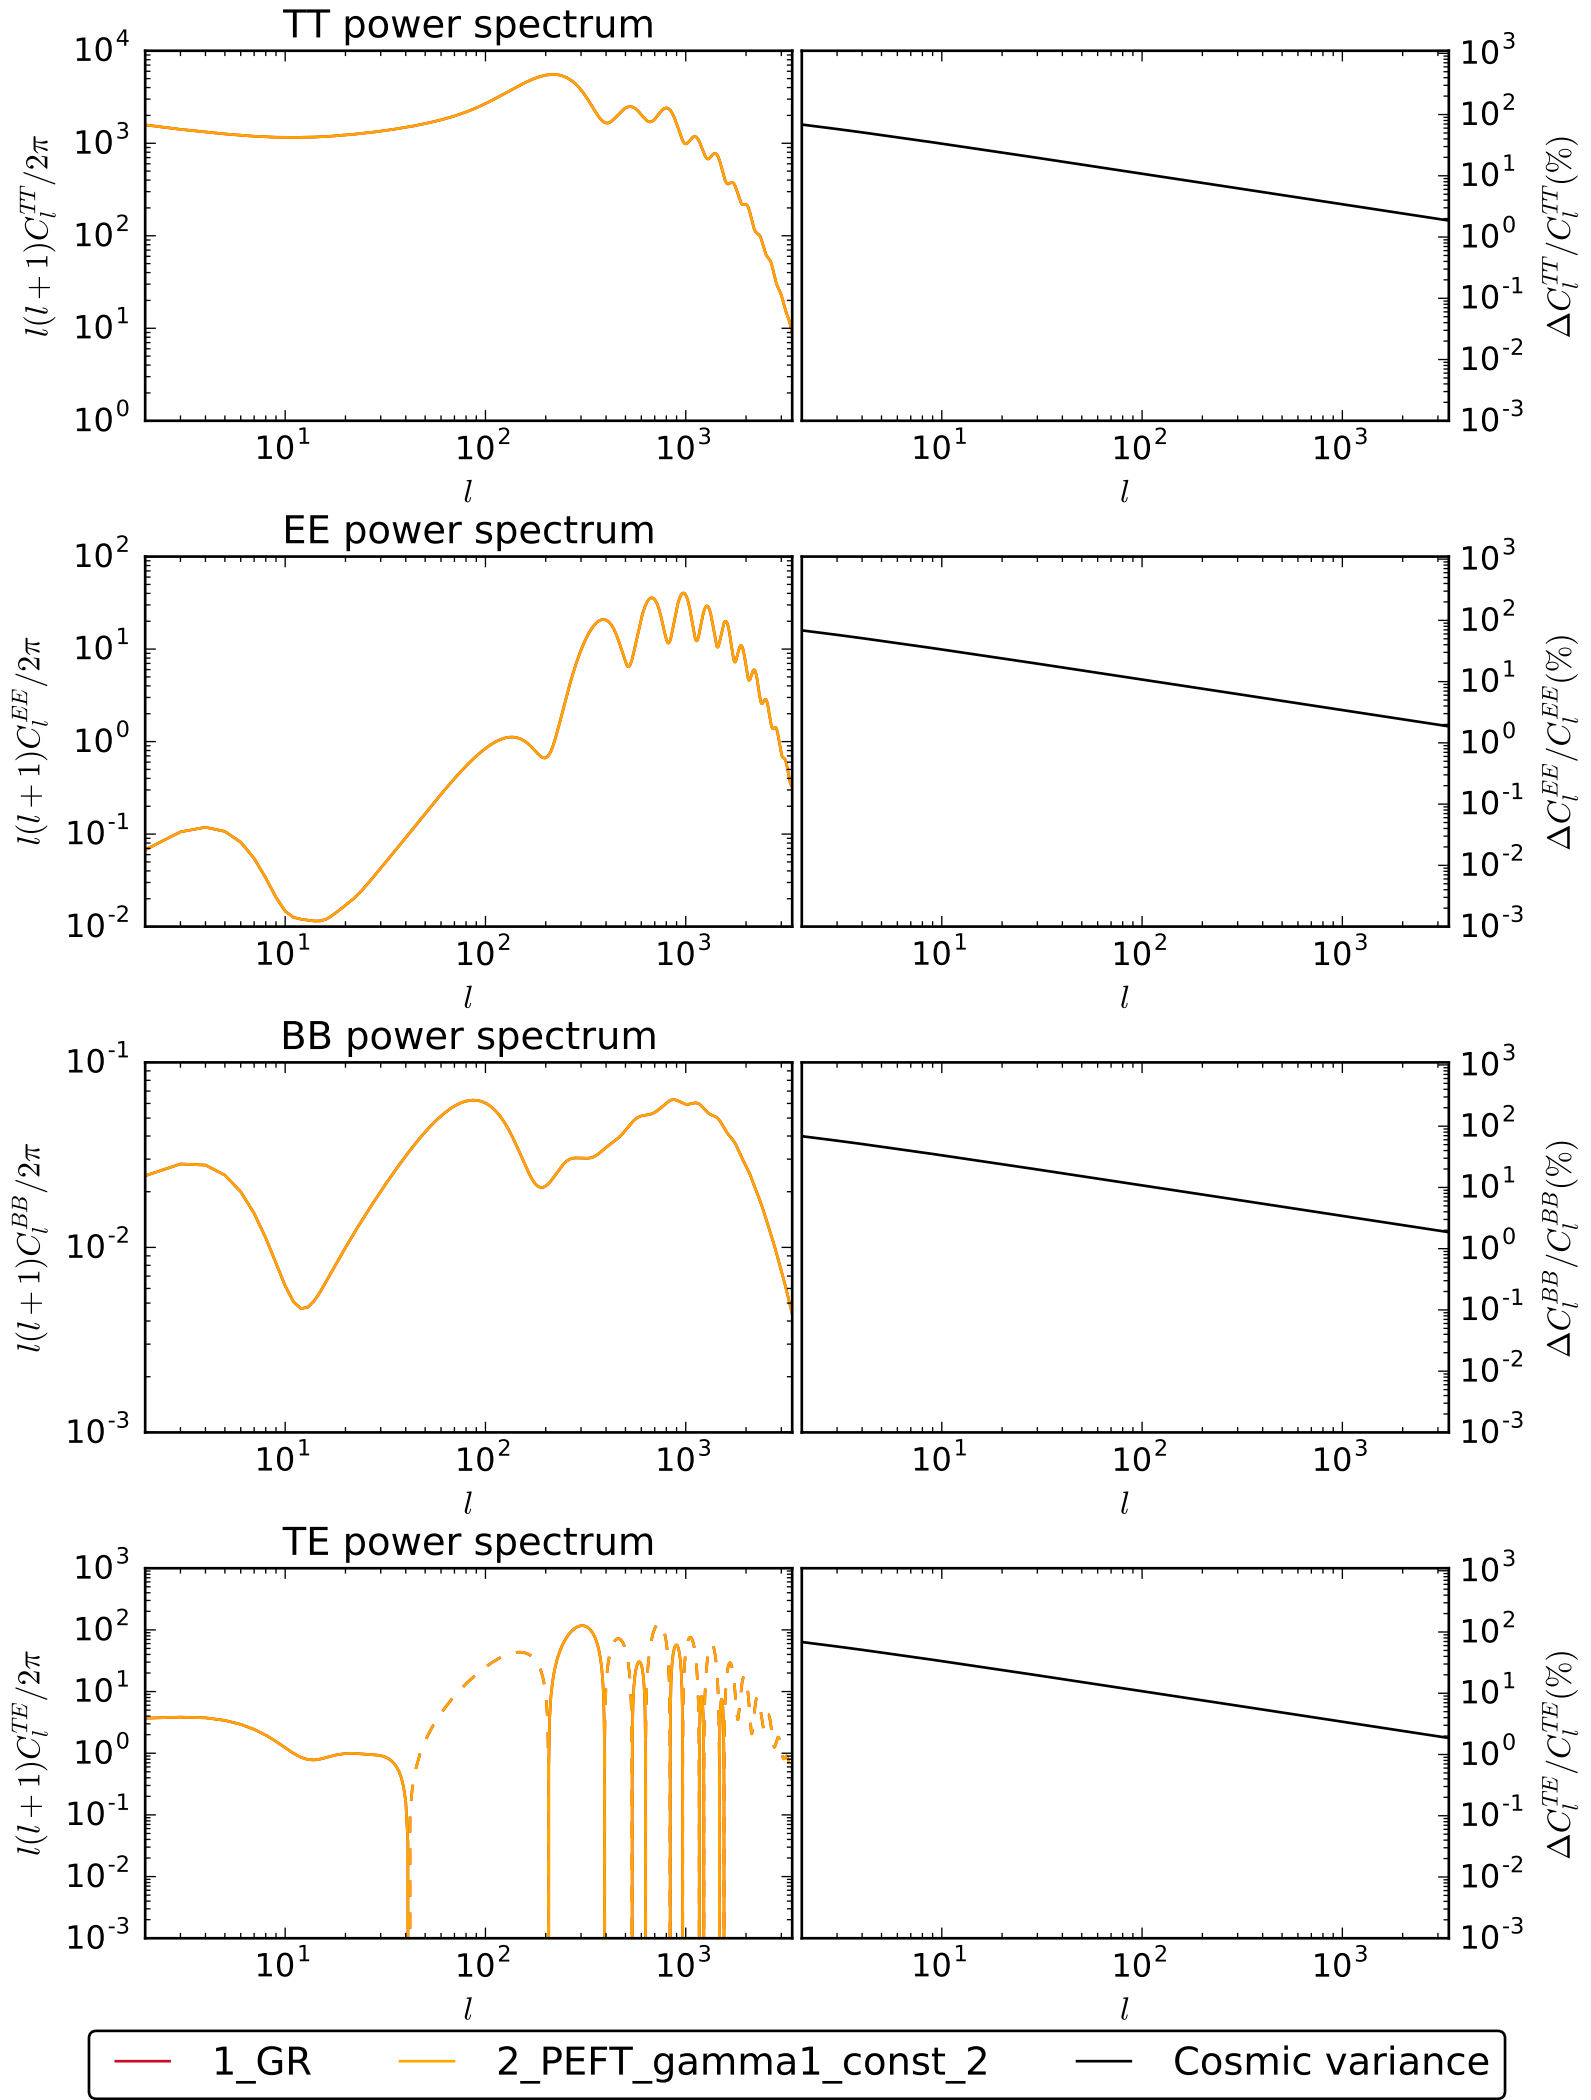 TT power spectrum
10^4
10^3
10^2
10^1
10^0
l(l+1)C_l^{TT}/2π
10^1 10^2 10^3
l
10^3
10^2
10^1
10^0
10^-1
10^-2
10^-3
ΔC_l^{TT}/C_l^{TT}(%)
10^1 10^2 10^3
l
EE power spectrum
10^2
10^1
10^0
10^-1
10^-2
l(l+1)C_l^{EE}/2π
10^1 10^2 10^3
l
10^3
10^2
10^1
10^0
10^-1
10^-2
10^-3
ΔC_l^{EE}/C_l^{EE}(%)
10^1 10^2 10^3
l
BB power spectrum
10^-1
10^-2
10^-3
l(l+1)C_l^{BB}/2π
10^1 10^2 10^3
l
10^3
10^2
10^1
10^0
10^-1
10^-2
10^-3
ΔC_l^{BB}/C_l^{BB}(%)
10^1 10^2 10^3
l
TE power spectrum
10^3
10^2
10^1
10^0
10^-1
10^-2
10^-3
l(l+1)C_l^{TE}/2π
10^1 10^2 10^3
l
10^3
10^2
10^1
10^0
10^-1
10^-2
10^-3
ΔC_l^{TE}/C_l^{TE}(%)
10^1 10^2 10^3
l
1_GR 2_PEFT_gamma1_const_2 Cosmic variance